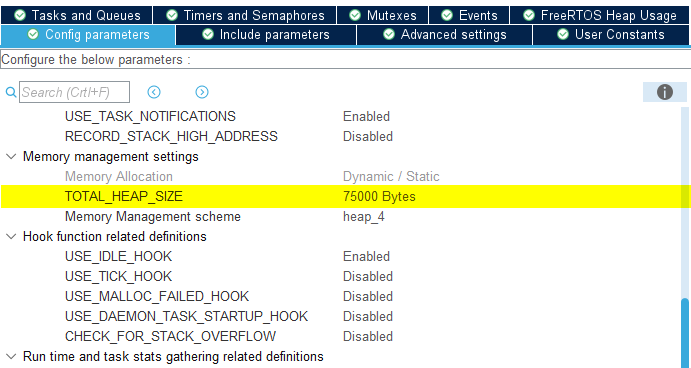 Tasks and Queues Timers and Semaphores Mutexes Events FreeRTOS Heap Usage
Config parameters Include parameters Advanced settings User Constants
Configure the below parameters :
Search (Crtl+F)
USE_TASK_NOTIFICATIONS Enabled
RECORD_STACK_HIGH_ADDRESS Disabled
Memory management settings
Memory Allocation Dynamic / Static
TOTAL_HEAP_SIZE 75000 Bytes
Memory Management scheme heap_4
Hook function related definitions
USE_IDLE_HOOK Enabled
USE_TICK_HOOK Disabled
USE_MALLOC_FAILED_HOOK Disabled
USE_DAEMON_TASK_STARTUP_HOOK Disabled
CHECK_FOR_STACK_OVERFLOW Disabled
Run time and task stats gathering related definitions